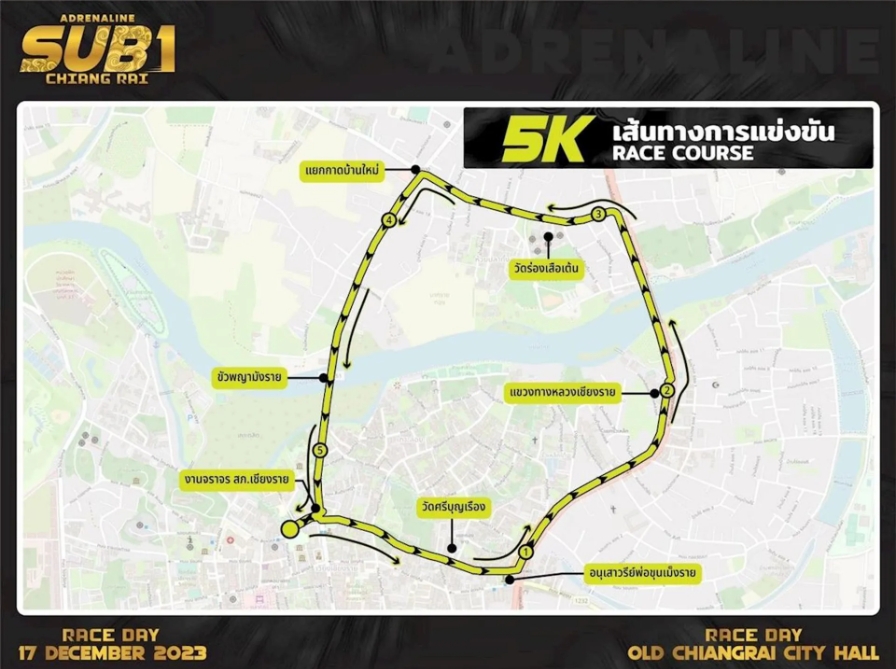 ADRENALINE
SUB1
CHIANG RAI
ADRENALINE
5K
เส้นทางการแข่งขัน
RACE COURSE
แยกกาดบ้านใหม่
4
3
วัดร่องเสือเต้น
ขัวพญามังราย
แขวงทางหลวงเชียงราย
2
5
งานจราจร สภ.เชียงราย
วัดศรีบุญเรือง
1
อนุสาวรีย์พ่อขุนเม็งราย
1232
RACE DAY
17 DECEMBER 2023
RACE DAY
OLD CHIANGRAI CITY HALL